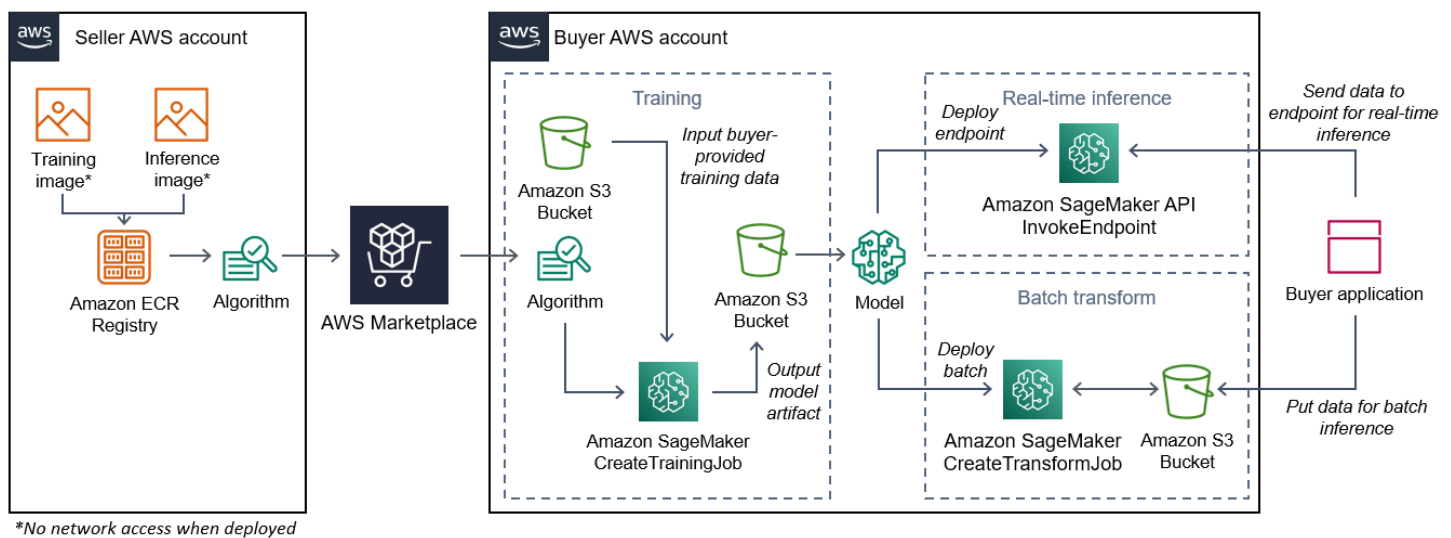 aws
Seller AWS account
Training
image*
Inference
image*
Amazon ECR
Registry
Algorithm
*No network access when deployed
AWS Marketplace
aws
Buyer AWS account
Training
Amazon S3
Bucket
Input buyer-
provided
training data
Algorithm
Amazon S3
Bucket
Output
model
artifact
Amazon SageMaker
CreateTrainingJob
Model
Real-time inference
Deploy
endpoint
Amazon SageMaker API
InvokeEndpoint
Batch transform
Deploy
batch
Amazon SageMaker
CreateTransformJob
Amazon S3
Bucket
Send data to
endpoint for real-time
inference
Buyer application
Put data for batch
inference